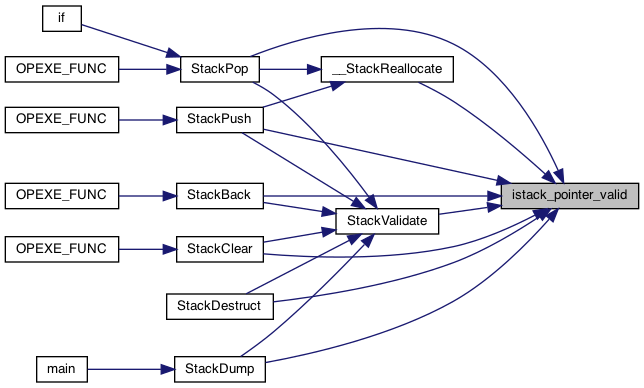 if
OPEXE_FUNC
StackPop
__StackReallocate
OPEXE_FUNC
StackPush
OPEXE_FUNC
StackBack
istack_pointer_valid
StackValidate
OPEXE_FUNC
StackClear
StackDestruct
main
StackDump